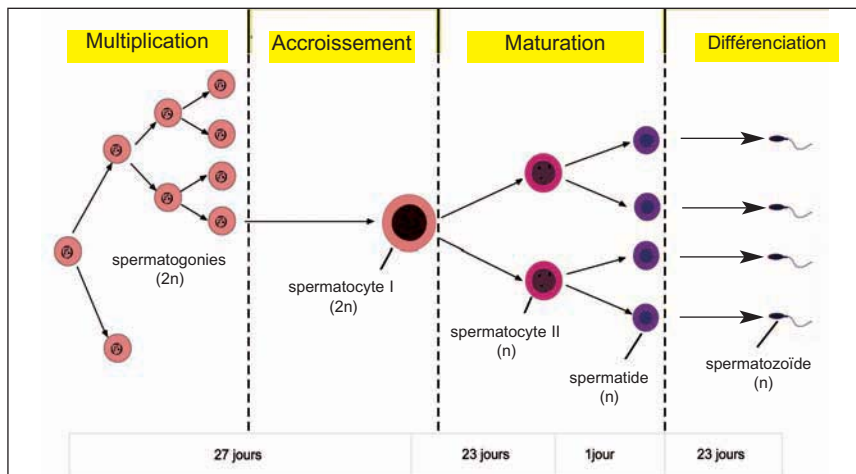 Multiplication
Accroissement
Maturation
Différenciation
spermatogonies
(2n)
spermatocyte I
(2n)
spermatocyte II
(n)
spermatide
(n)
spermatozoïde
(n)
27 jours
23 jours
1jour
23 jours